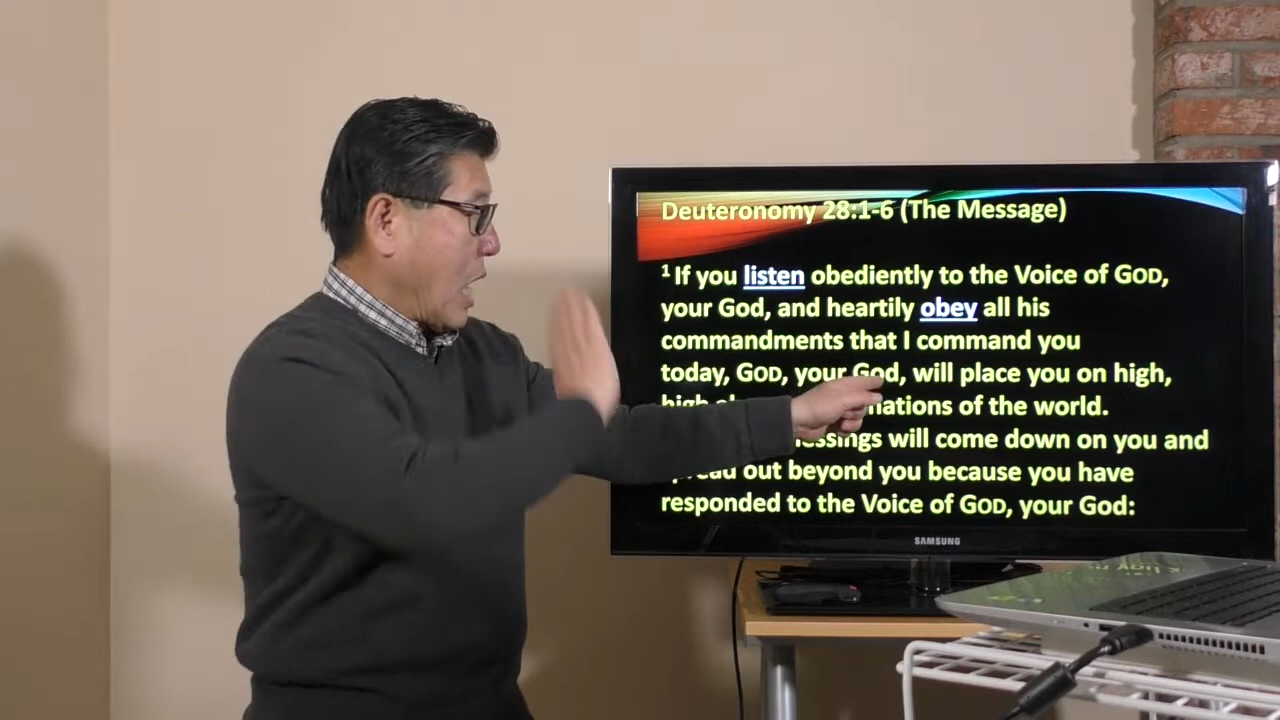 Deuteronomy 28:1-6 (The Message)
1 If you listen obediently to the Voice of GOD,
your God, and heartily obey all his
commandments that I command you
today, GOD, your God, will place you on high,
high nations of the world.
will come down on you and
out beyond you because you have
responded to the Voice of GOD, your God:
SAMSUNG